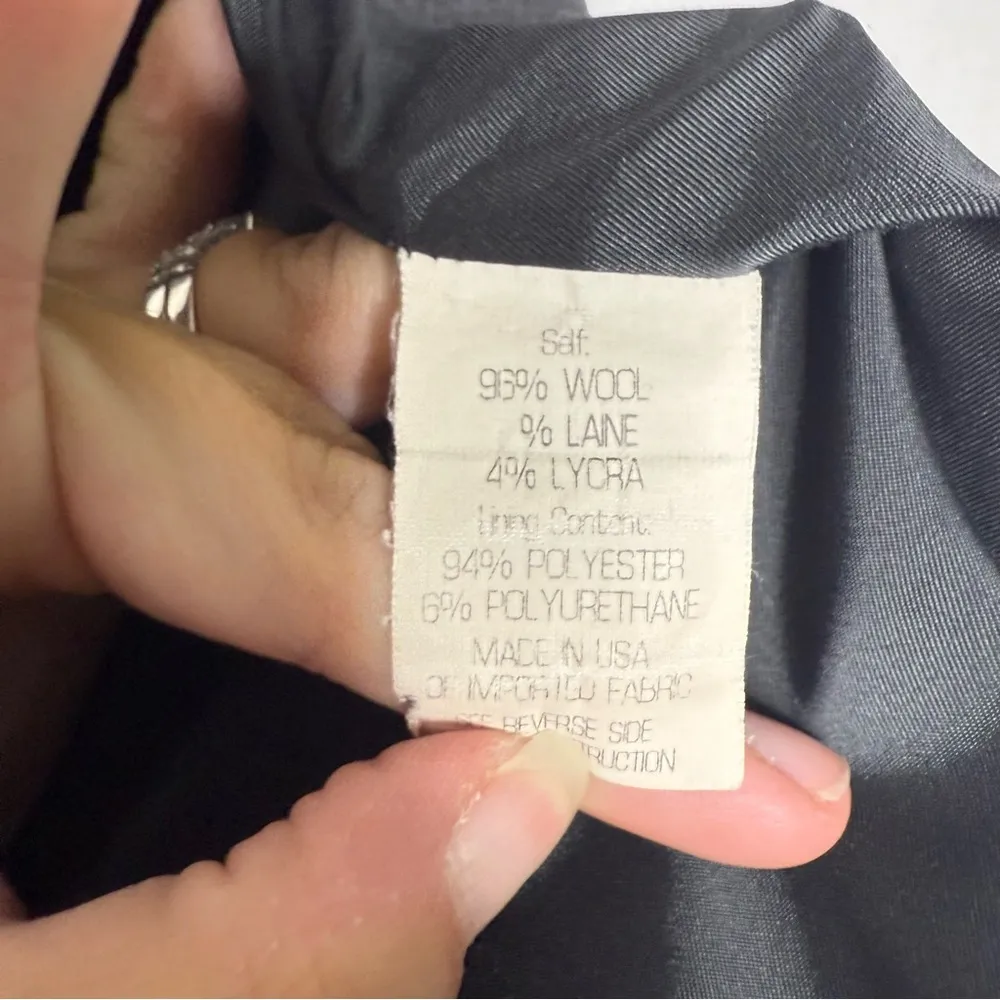 Self:
96% WOOL
% LAINE
4% LYCRA
Lining Content:
94% POLYESTER
6% POLYURETHANE
MADE IN USA
OF IMPORTED FABRIC
SEE REVERSE SIDE